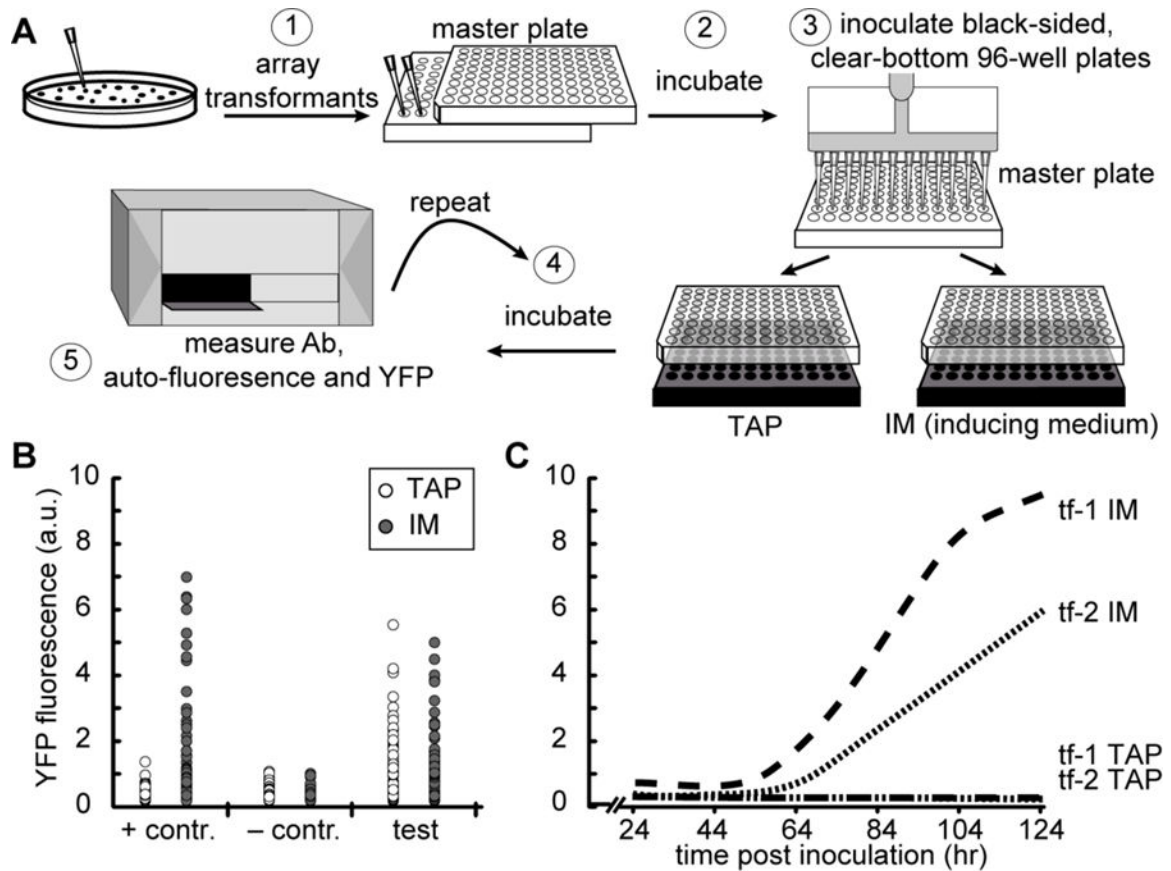 A
1
array
transformants
master plate
2
incubate
3
inoculate black-sided,
clear-bottom 96-well plates
master plate
repeat
4
incubate
5
measure Ab,
auto-fluoresence and YFP
TAP
IM (inducing medium)
B
YFP fluorescence (a.u.)
10
8
6
4
2
0
TAP
IM
+ contr.
– contr.
test
C
10
8
6
4
2
0
tf-1 IM
tf-2 IM
tf-1 TAP
tf-2 TAP
24 44 64 84 104 124
time post inoculation (hr)